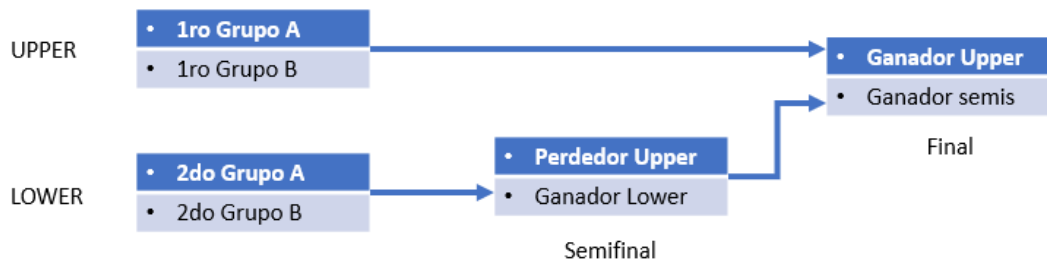 UPPER
• 1ro Grupo A
• 1ro Grupo B
• Ganador Upper
• Ganador semis
Final
LOWER
• 2do Grupo A
• 2do Grupo B
• Perdedor Upper
• Ganador Lower
Semifinal